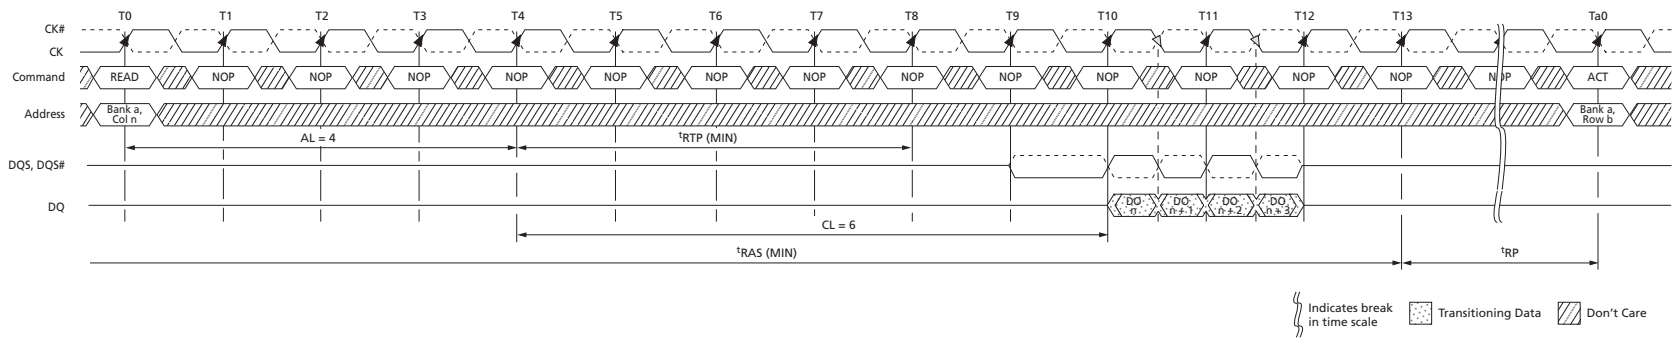 T0 T1 T2 T3 T4 T5 T6 T7 T8 T9 T10 T11 T12 T13 Ta0
CK#
CK
Command READ NOP NOP NOP NOP NOP NOP NOP NOP NOP NOP NOP NOP NOP NOP ACT
Address Bank a, Col n Bank a, Row b
AL = 4 tRTP (MIN)
DQS, DQS#
DQ DO n DO n + 1 DO n + 2 DO n + 3
CL = 6
tRAS (MIN) tRP
Indicates break in time scale Transitioning Data Don't Care